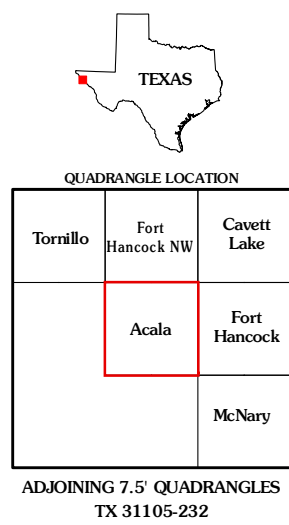 TEXAS
QUADRANGLE LOCATION
Tornillo
Fort
Hancock NW
Cavett
Lake
Acala
Fort
Hancock
McNary
ADJOINING 7.5' QUADRANGLES
TX 31105-232